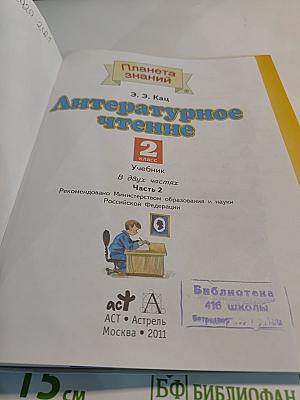 Планета
знаний
Э. Э. Кац
Литературное
чтение
2
класс
Учебник
В двух частях
Часть 2
Рекомендовано Министерством образования и науки
Российской Федерации
аст А
АСТ • Астрель
Москва • 2011
Библиотека
416 школы
15 см
БФ БИБЛИОФАН